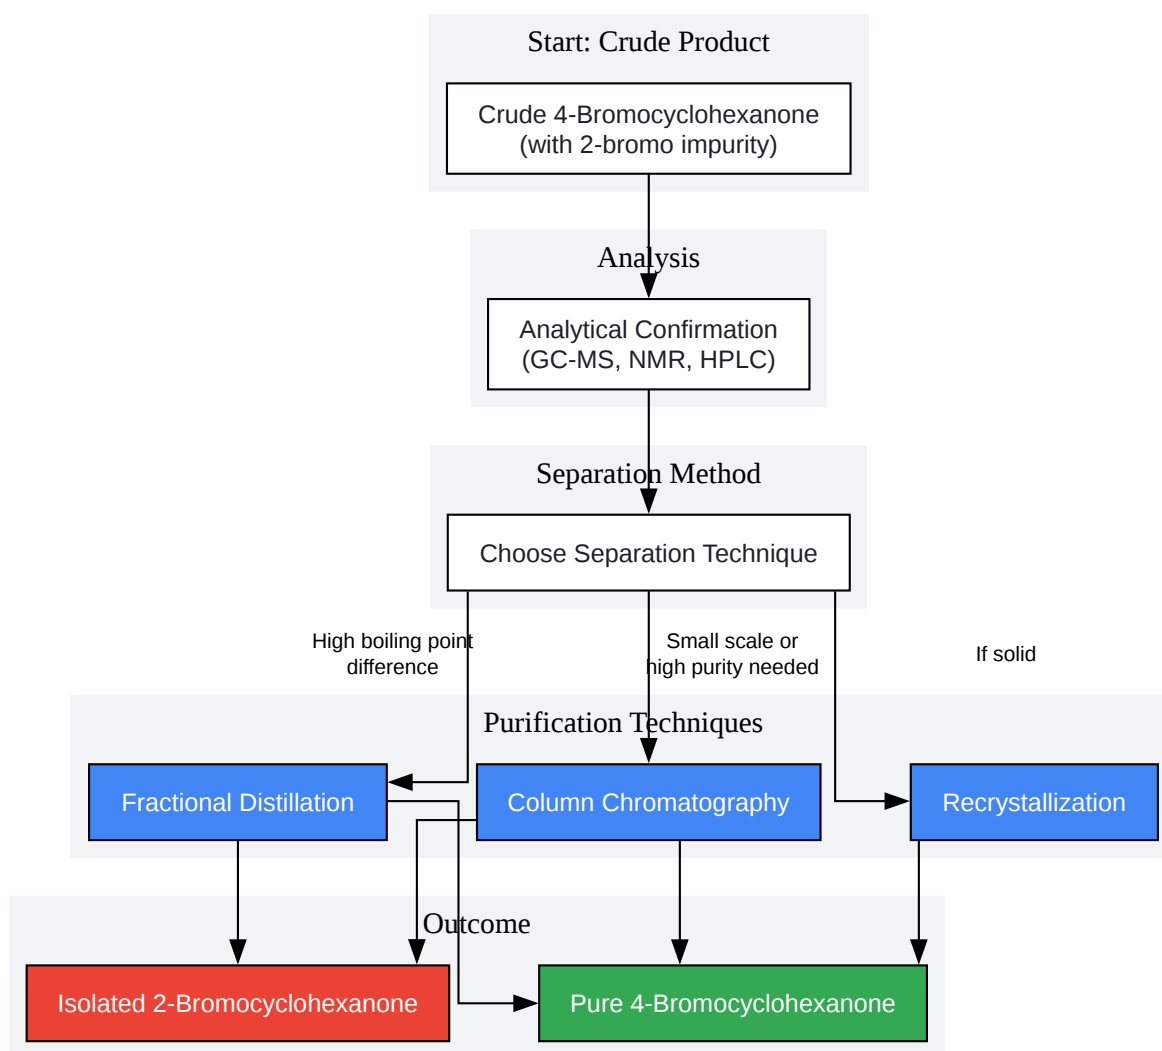 Start: Crude Product
Crude 4-Bromocyclohexanone
(with 2-bromo impurity)
Analysis
Analytical Confirmation
(GC-MS, NMR, HPLC)
Separation Method
Choose Separation Technique
High boiling point
difference
Small scale or
high purity needed
If solid
Purification Techniques
Fractional Distillation
Column Chromatography
Recrystallization
Outcome
Isolated 2-Bromocyclohexanone
Pure 4-Bromocyclohexanone